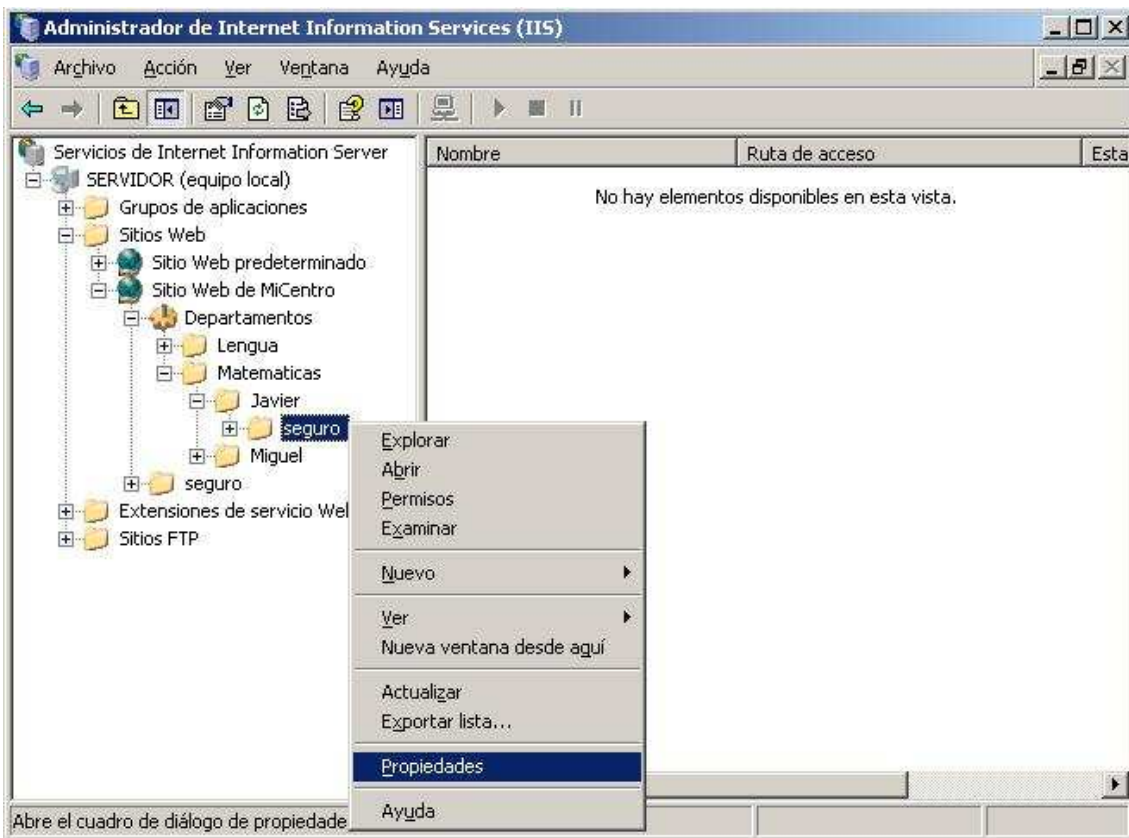 Administrador de Internet Information Services (IIS)
Archivo Acción Ver Ventana Ayuda
Servicios de Internet Information Server
SERVIDOR (equipo local)
Grupos de aplicaciones
Sitios Web
Sitio Web predeterminado
Sitio Web de MiCentro
Departamentos
Lengua
Matematicas
Javier
seguro
Miguel
seguro
Extensiones de servicio Wel
Sitios FTP
Nombre Ruta de acceso Esta
No hay elementos disponibles en esta vista.
Explorar
Abrir
Permisos
Examinar
Nuevo
Ver
Nueva ventana desde aquí
Actualizar
Exportar lista...
Propiedades
Ayuda
Abre el cuadro de diálogo de propiedade